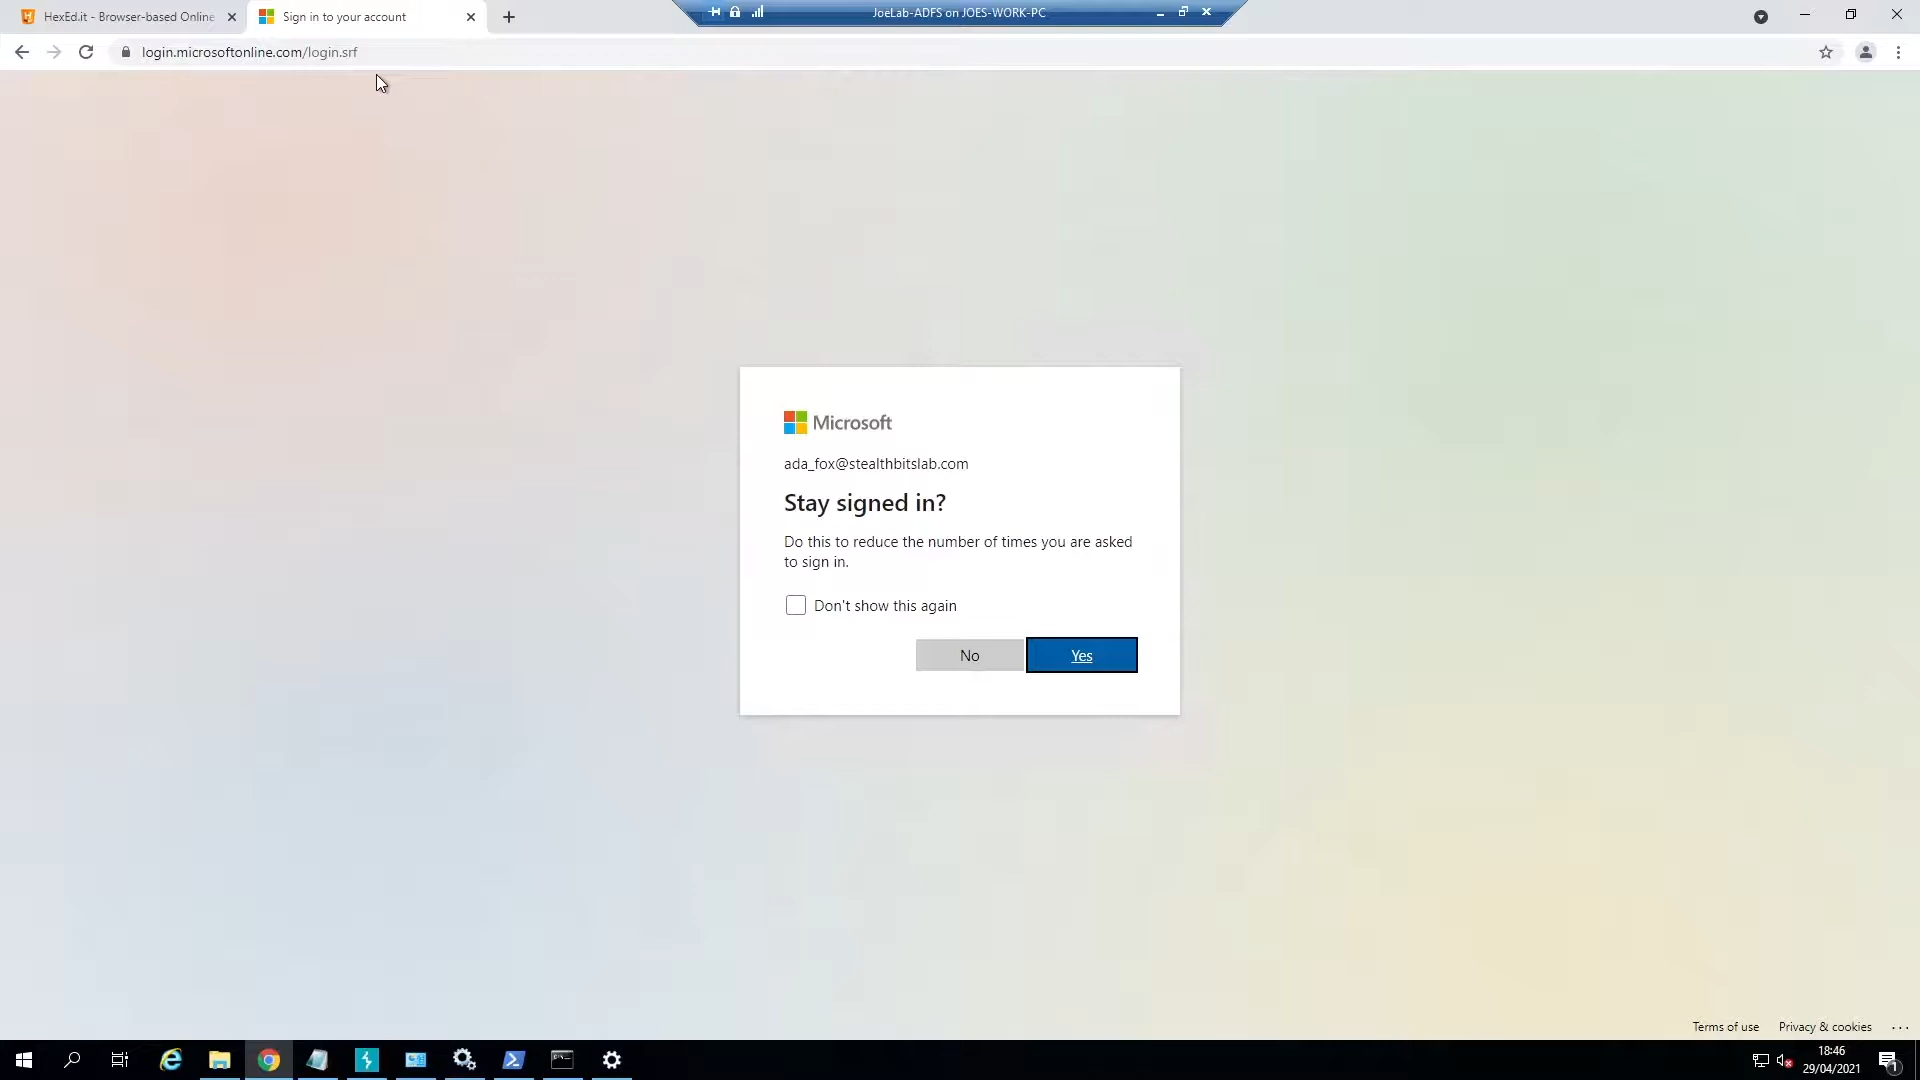 HexEd.it - Browser-based Online
Sign in to your account
JoeLab-ADFS on JOES-WORK-PC
login.microsoftonline.com/login.srf
Microsoft
ada_fox@stealthbitslab.com
Stay signed in?
Do this to reduce the number of times you are asked
to sign in.
Don't show this again
No
Yes
Terms of use
Privacy & cookies
...
18:46
29/04/2021
1